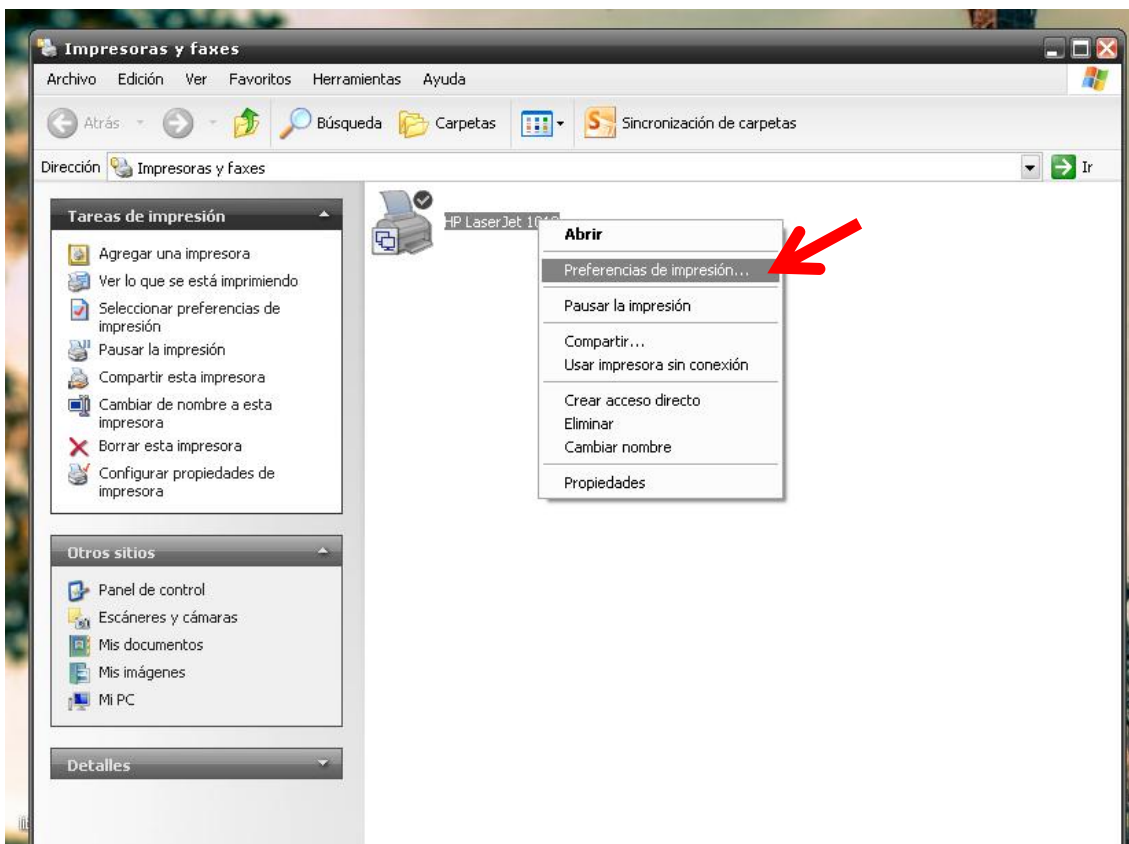 Impresoras y faxes
Archivo Edición Ver Favoritos Herramientas Ayuda
Atrás Búsqueda Carpetas Sincronización de carpetas
Dirección Impresoras y faxes Ir
Tareas de impresión
Agregar una impresora
Ver lo que se está imprimiendo
Seleccionar preferencias de
impresión
Pausar la impresión
Compartir esta impresora
Cambiar de nombre a esta
impresora
Borrar esta impresora
Configurar propiedades de
impresora
Otros sitios
Panel de control
Escáneres y cámaras
Mis documentos
Mis imágenes
Mi PC
Detalles
HP LaserJet
Abrir
Preferencias de impresión...
Pausar la impresión
Compartir...
Usar impresora sin conexión
Crear acceso directo
Eliminar
Cambiar nombre
Propiedades